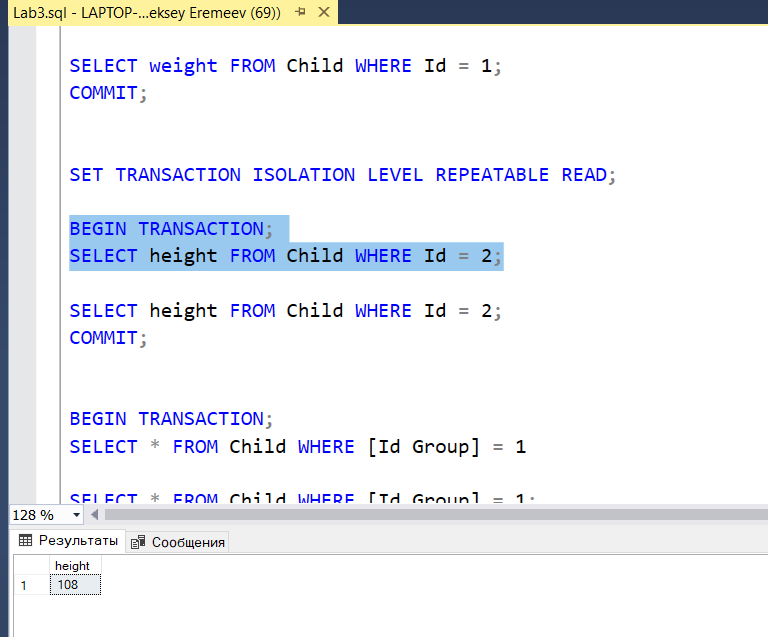 Lab3.sql - LAPTOP-...eksey Eremeev (69))
SELECT weight FROM Child WHERE Id = 1;
COMMIT;
SET TRANSACTION ISOLATION LEVEL REPEATABLE READ;
BEGIN TRANSACTION;
SELECT height FROM Child WHERE Id = 2;
SELECT height FROM Child WHERE Id = 2;
COMMIT;
BEGIN TRANSACTION;
SELECT * FROM Child WHERE [Id Group] = 1
SELECT * FROM Child WHERE [Id Group] = 1;
128 %
Результаты Сообщения
height
1 108